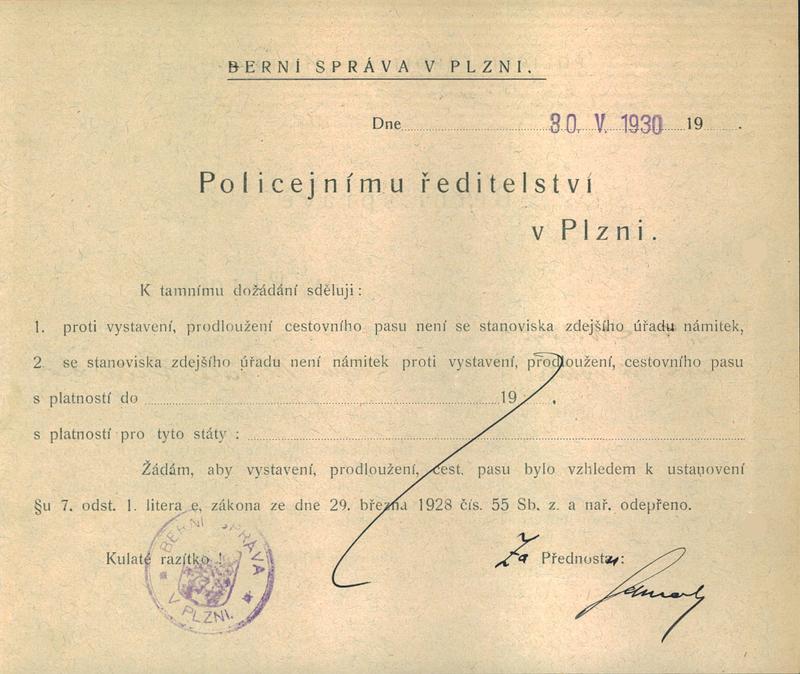 BERNÍ SPRÁVA V PLZNI.
Dne 30. V. 1930 19 .
Policejnímu ředitelství
v Plzni.
K tamnímu dožádání sděluji:
1. proti vystavení, prodloužení cestovního pasu není se stanoviska zdejšího úřadu námitek,
2. se stanoviska zdejšího úřadu není námitek proti vystavení, prodloužení, cestovního pasu
s platností do 19 .
s platností pro tyto státy :
Žádám, aby vystavení, prodloužení, cest. pasu bylo vzhledem k ustanovení
§u 7. odst. 1. litera e, zákona ze dne 29. března 1928 čís. 55 Sb. z. a nař. odepřeno.
Kulaté razítko !
Za Přednostu:
BERNÍ SPRÁVA
V PLZNI.